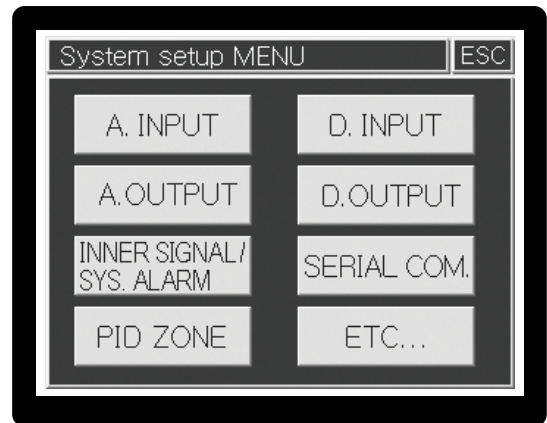 System setup MENU ESC
A. INPUT D. INPUT
A.OUTPUT D.OUTPUT
INNER SIGNAL/
SYS. ALARM
SERIAL COM.
PID ZONE ETC...